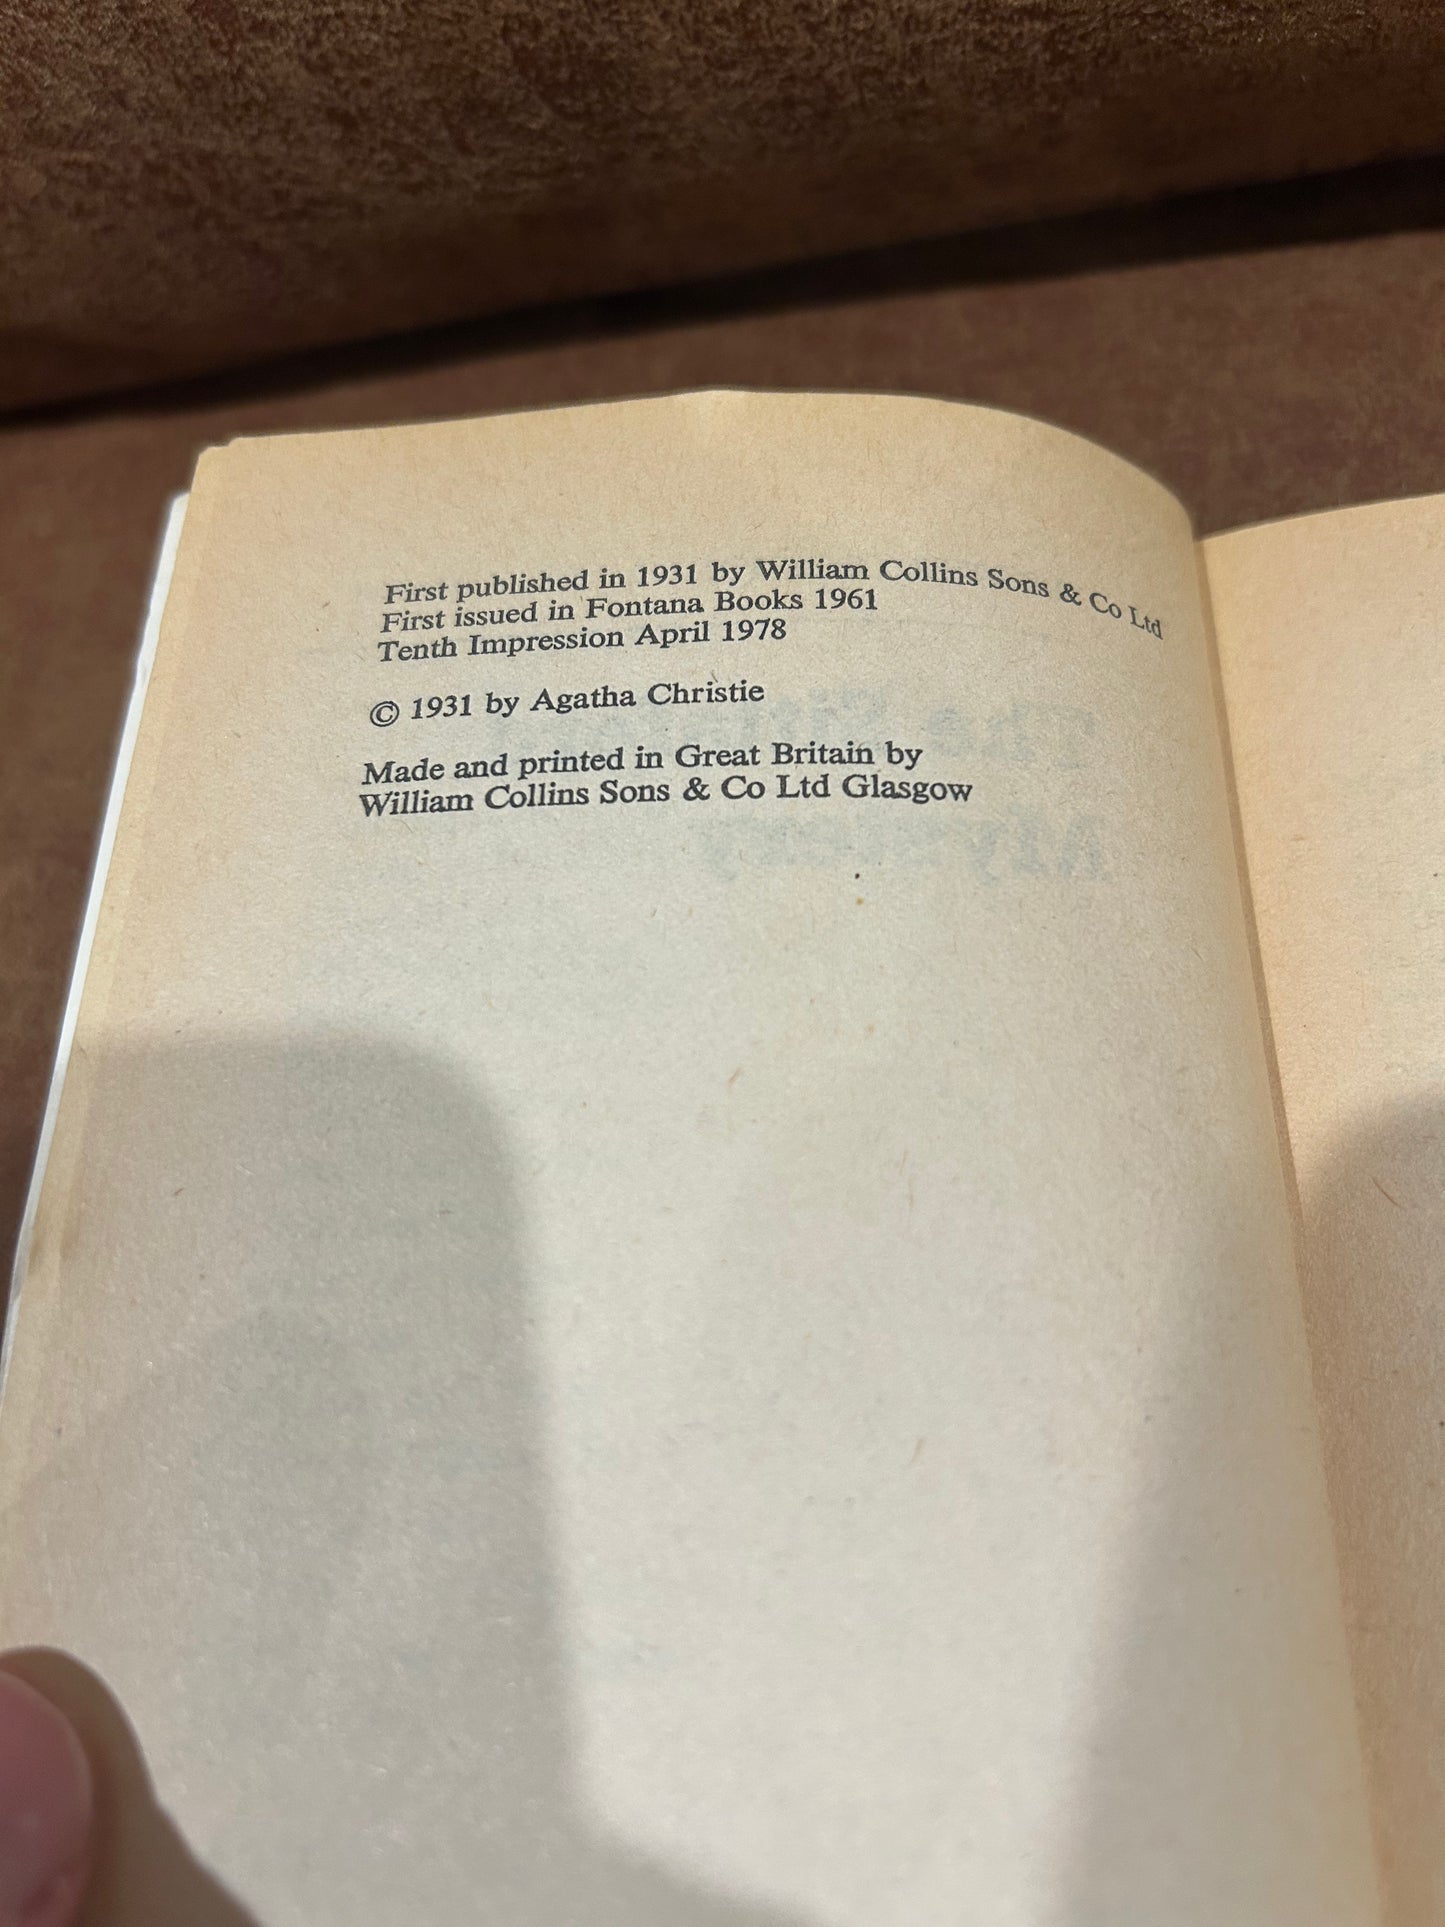 First published in 1931 by William Collins Sons & Co Ltd
First issued in Fontana Books 1961
Tenth Impression April 1978
© 1931 by Agatha Christie
Made and printed in Great Britain by
William Collins Sons & Co Ltd Glasgow